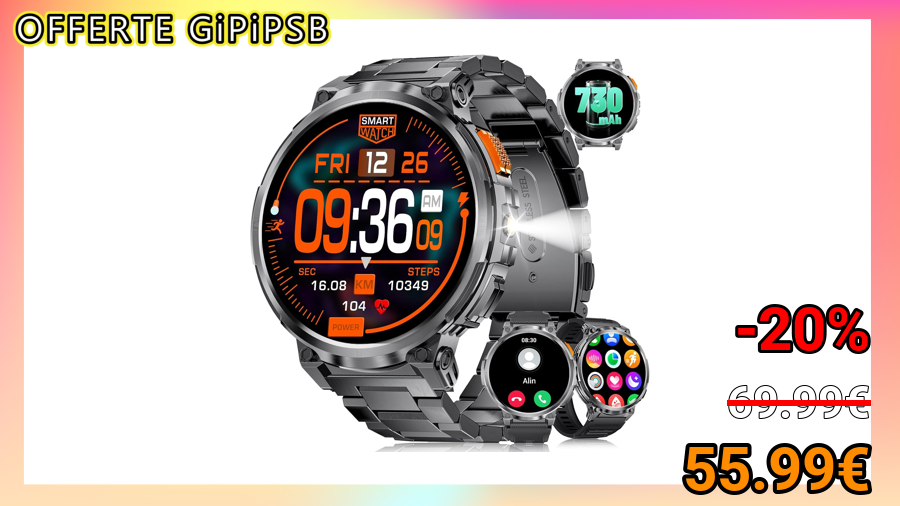 OFFERTE GiPiPSB
730
mAh
SMART
WATCH
FRI 12 26
AM
09:36 09
SEC
STEPS
16.08 KM 10349
104
POWER
08:30
Alin
-20%
69.99€
55.99€